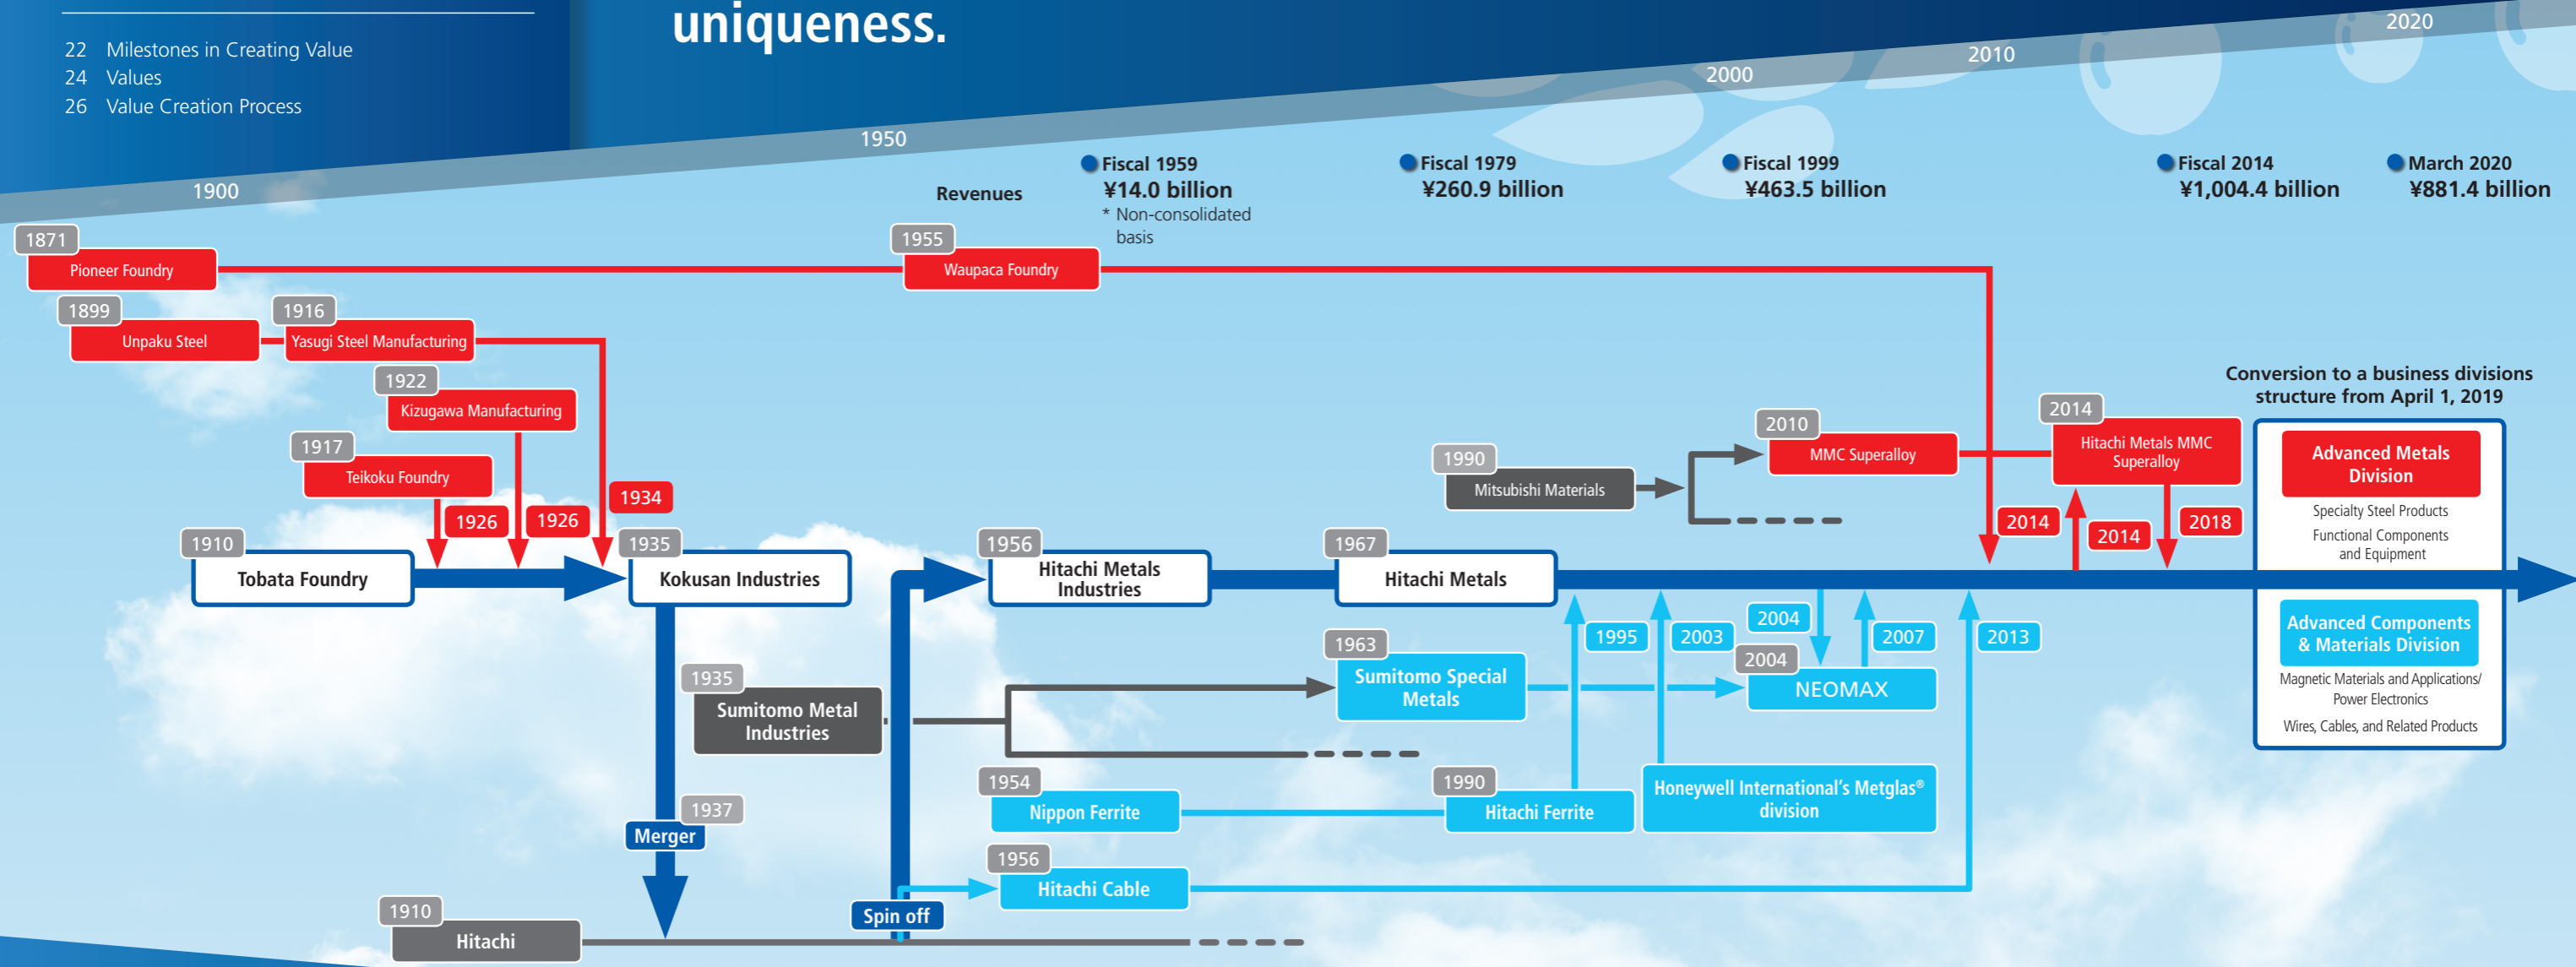 uniqueness.
22 Milestones in Creating Value
24 Values
26 Value Creation Process
1900
1950
2000
2010
2020
Revenues
Fiscal 1959
¥14.0 billion
* Non-consolidated
basis
Fiscal 1979
¥260.9 billion
Fiscal 1999
¥463.5 billion
Fiscal 2014
¥1,004.4 billion
March 2020
¥881.4 billion
1871
Pioneer Foundry
1955
Waupaca Foundry
1899
Unpaku Steel
1916
Yasugi Steel Manufacturing
1922
Kizugawa Manufacturing
1917
Teikoku Foundry
1926
1926
1934
1990
Mitsubishi Materials
2010
MMC Superalloy
2014
Hitachi Metals MMC
Superalloy
2014
2014
2018
Conversion to a business divisions
structure from April 1, 2019
Advanced Metals
Division
Specialty Steel Products
Functional Components
and Equipment
Advanced Components
& Materials Division
Magnetic Materials and Applications/
Power Electronics
Wires, Cables, and Related Products
1910
Tobata Foundry
1935
Kokusan Industries
1956
Hitachi Metals
Industries
1967
Hitachi Metals
1995
2003
2004
2007
2013
1935
Sumitomo Metal
Industries
1963
Sumitomo Special
Metals
2004
NEOMAX
1954
Nippon Ferrite
1990
Hitachi Ferrite
Honeywell International's Metglas®
division
1937
Merger
1956
Hitachi Cable
Spin off
1910
Hitachi